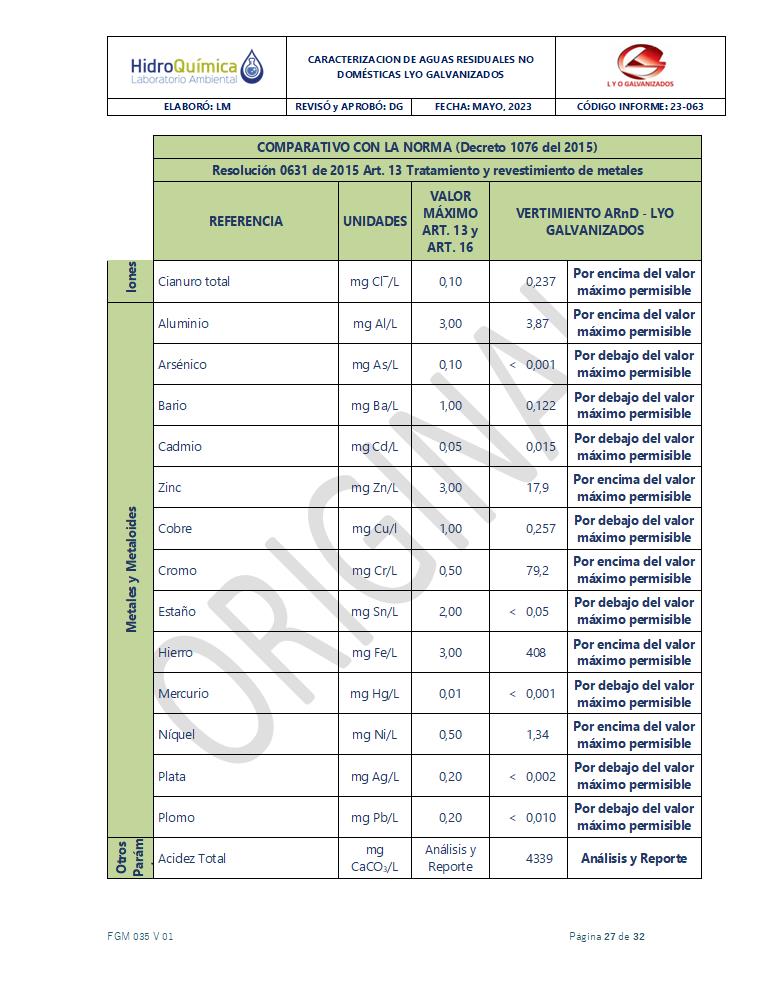 HidroQuímica
Laboratorio Ambiental
CARACTERIZACION DE AGUAS RESIDUALES NO
DOMÉSTICAS LYO GALVANIZADOS
L Y O GALVANIZADOS
ELABORÓ: LM
REVISÓ y APROBÓ: DG
FECHA: MAYO, 2023
CÓDIGO INFORME: 23-063
COMPARATIVO CON LA NORMA (Decreto 1076 del 2015)
Resolución 0631 de 2015 Art. 13 Tratamiento y revestimiento de metales
REFERENCIA
UNIDADES
VALOR
MÁXIMO
ART. 13 y
ART. 16
VERTIMIENTO ARnD - LYO
GALVANIZADOS
Iones
Cianuro total mg Cl⁻/L 0,10 0,237 Por encima del valor
máximo permisible
Metales y Metaloides
Aluminio mg Al/L 3,00 3,87 Por encima del valor
máximo permisible
Arsénico mg As/L 0,10 < 0,001 Por debajo del valor
máximo permisible
Bario mg Ba/L 1,00 0,122 Por debajo del valor
máximo permisible
Cadmio mg Cd/L 0,05 0,015 Por debajo del valor
máximo permisible
Zinc mg Zn/L 3,00 17,9 Por encima del valor
máximo permisible
Cobre mg Cu/l 1,00 0,257 Por debajo del valor
máximo permisible
Cromo mg Cr/L 0,50 79,2 Por encima del valor
máximo permisible
Estaño mg Sn/L 2,00 < 0,05 Por debajo del valor
máximo permisible
Hierro mg Fe/L 3,00 408 Por encima del valor
máximo permisible
Mercurio mg Hg/L 0,01 < 0,001 Por debajo del valor
máximo permisible
Níquel mg Ni/L 0,50 1,34 Por encima del valor
máximo permisible
Plata mg Ag/L 0,20 < 0,002 Por debajo del valor
máximo permisible
Plomo mg Pb/L 0,20 < 0,010 Por debajo del valor
máximo permisible
Otros
Parám
Acidez Total
mg
CaCO₃/L
Análisis y
Reporte
4339
Análisis y Reporte
ORIGINAL
FGM 035 V 01
Página 27 de 32